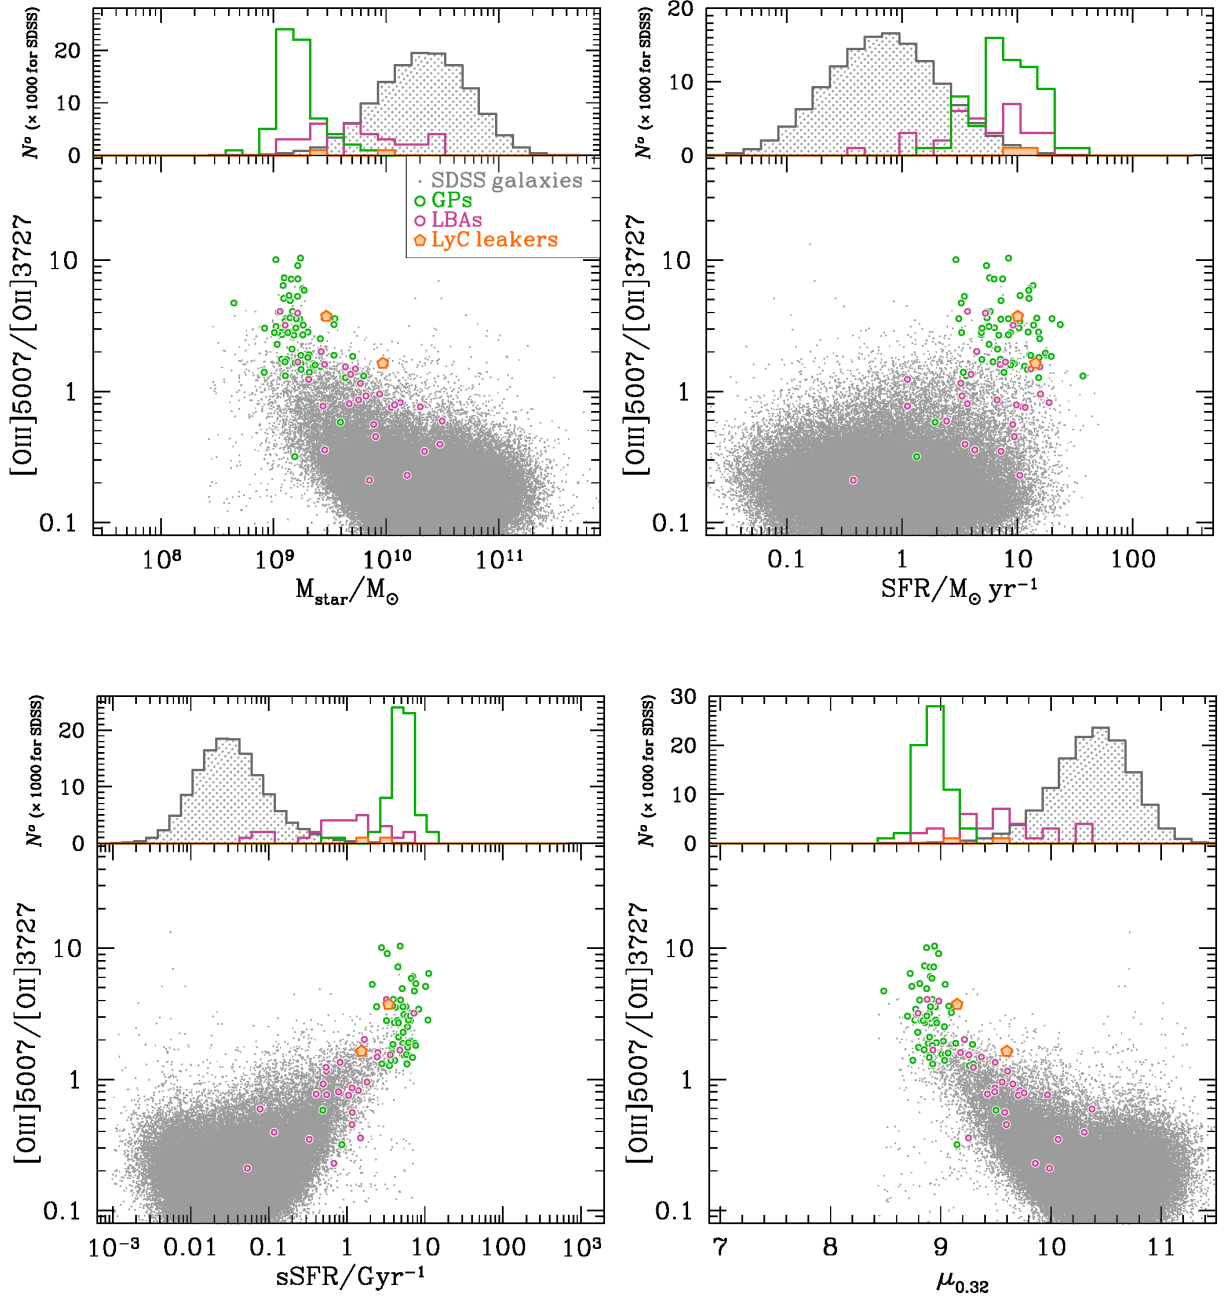 Nº (× 1000 for SDSS)
20
10
0
[OIII]5007/[OII]3727
10
1
0.1
SDSS galaxies
GPs
LBAs
LyC leakers
10⁸ 10⁹ 10¹⁰ 10¹¹
M_star/M_⊙
Nº (× 1000 for SDSS)
20
15
10
5
0
[OIII]5007/[OII]3727
10
1
0.1
0.1 1 10 100
SFR/M_⊙ yr⁻¹
Nº (× 1000 for SDSS)
20
10
0
[OIII]5007/[OII]3727
10
1
0.1
10⁻³ 0.01 0.1 1 10 100 10³
sSFR/Gyr⁻¹
Nº (× 1000 for SDSS)
30
20
10
0
[OIII]5007/[OII]3727
10
1
0.1
7 8 9 10 11
μ_0.32